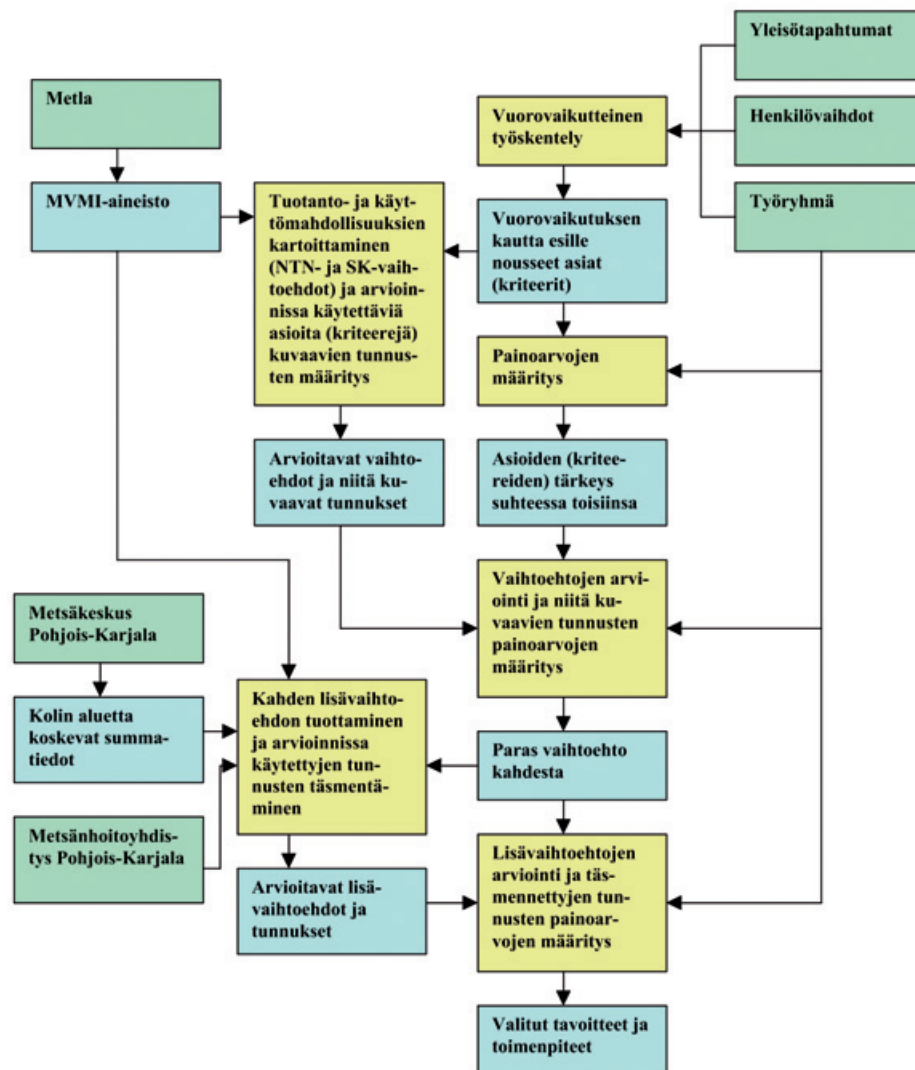 Yleisötapahtumat
Metla
Vuorovaikutteinen
työskentely
Henkilövaihdot
MVMI-aineisto
Tuotanto- ja käyt-
tömahdollisuuksien
kartoittaminen
(NTN- ja SK-vaih-
toehdot) ja arvioin-
nissa käytettäviä
asioita (kriteerejä)
kuvaavien tunnus-
ten määritys
Vuorovaikutuksen
kautta esille
nousseet asiat
(kriteerit)
Työryhmä
Painoarvojen
määritys
Arvioitavat vaihto-
ehdot ja niitä ku-
vaavat tunnukset
Asioiden (kritee-
reiden) tärkeys
suhteessa toisiinsa
Vaihtoehtojen arvi-
ointi ja niitä ku-
vaavien tunnusten
painoarvojen
määritys
Metsäkeskus
Pohjois-Karjala
Kolin aluetta
koskevat summa-
tiedot
Kahden lisävaihto-
ehdon tuottaminen
ja arvioinnissa
käytettyjen tun-
nusten täsmentä-
minen
Paras vaihtoehto
kahdesta
Metsänhoitoyhdis-
tys Pohjois-Karjala
Arvioitavat lisä-
vaihtoehdot ja
tunnukset
Lisävaihtoehtojen
arviointi ja täs-
mennettyjen tun-
nusten painoar-
vojen määritys
Valitut tavoitteet ja
toimenpiteet